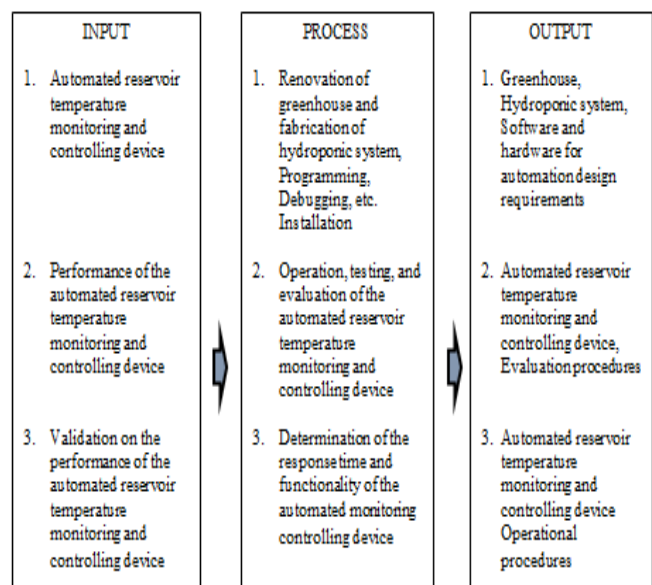 INPUT
1. Automated reservoir
temperature
monitoring and
controlling device
2. Performance of the
automated reservoir
temperature
monitoring and
controlling device
3. Validation on the
performance of the
automated reservoir
temperature
monitoring and
controlling device
PROCESS
1. Renovation of
greenhouse and
fabrication of
hydroponic system,
Programming,
Debugging, etc.
Installation
2. Operation, testing, and
evaluation of the
automated reservoir
temperature
monitoring and
controlling device
3. Determination of the
response time and
functionality of the
automated monitoring
controlling device
OUTPUT
1. Greenhouse,
Hydroponic system,
Software and
hardware for
automation design
requirements
2. Automated reservoir
temperature
monitoring and
controlling device,
Evaluation procedures
3. Automated reservoir
temperature
monitoring and
controlling device
Operational
procedures